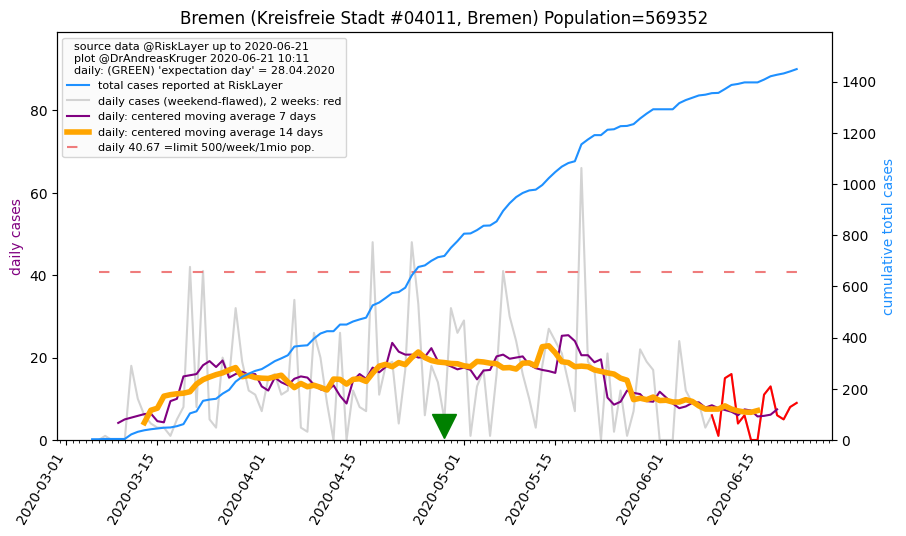 Bremen (Kreisfreie Stadt #04011, Bremen) Population=569352
source data @RiskLayer up to 2020-06-21
plot @DrAndreasKruger 2020-06-21 10:11
daily: (GREEN) 'expectation day' = 28.04.2020
total cases reported at RiskLayer
daily cases (weekend-flawed), 2 weeks: red
daily: centered moving average 7 days
daily: centered moving average 14 days
daily 40.67 =limit 500/week/1mio pop.
daily cases
80
60
40
20
0
cumulative total cases
1400
1200
1000
800
600
400
200
0
2020-03-01
2020-03-15
2020-04-01
2020-04-15
2020-05-01
2020-05-15
2020-06-01
2020-06-15